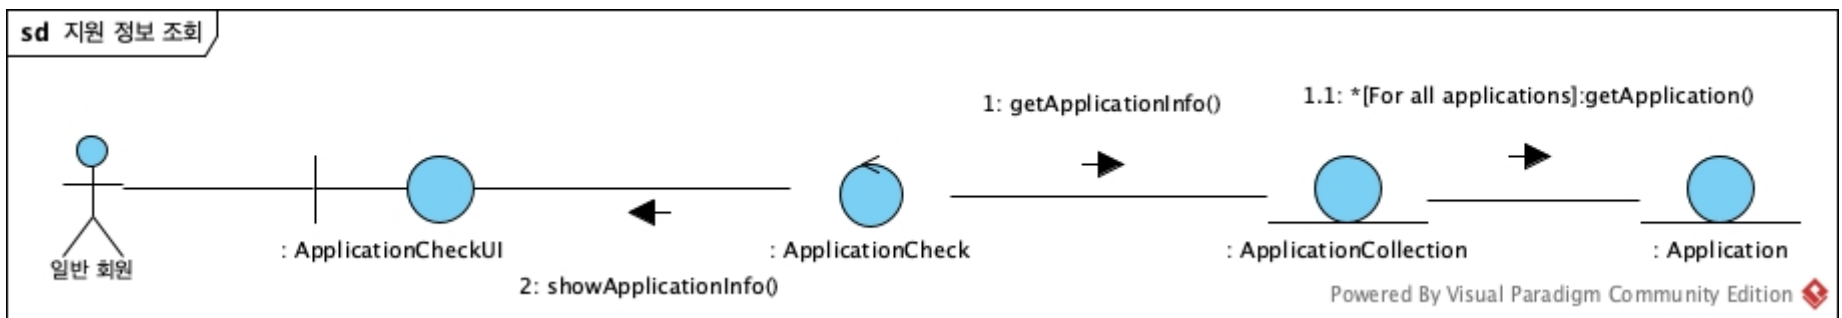 sd 지원 정보 조회
1: getApplicationInfo()
1.1: *[For all applications]:getApplication()
일반 회원
: ApplicationCheckUI
: ApplicationCheck
: ApplicationCollection
: Application
2: showApplicationInfo()
Powered By Visual Paradigm Community Edition